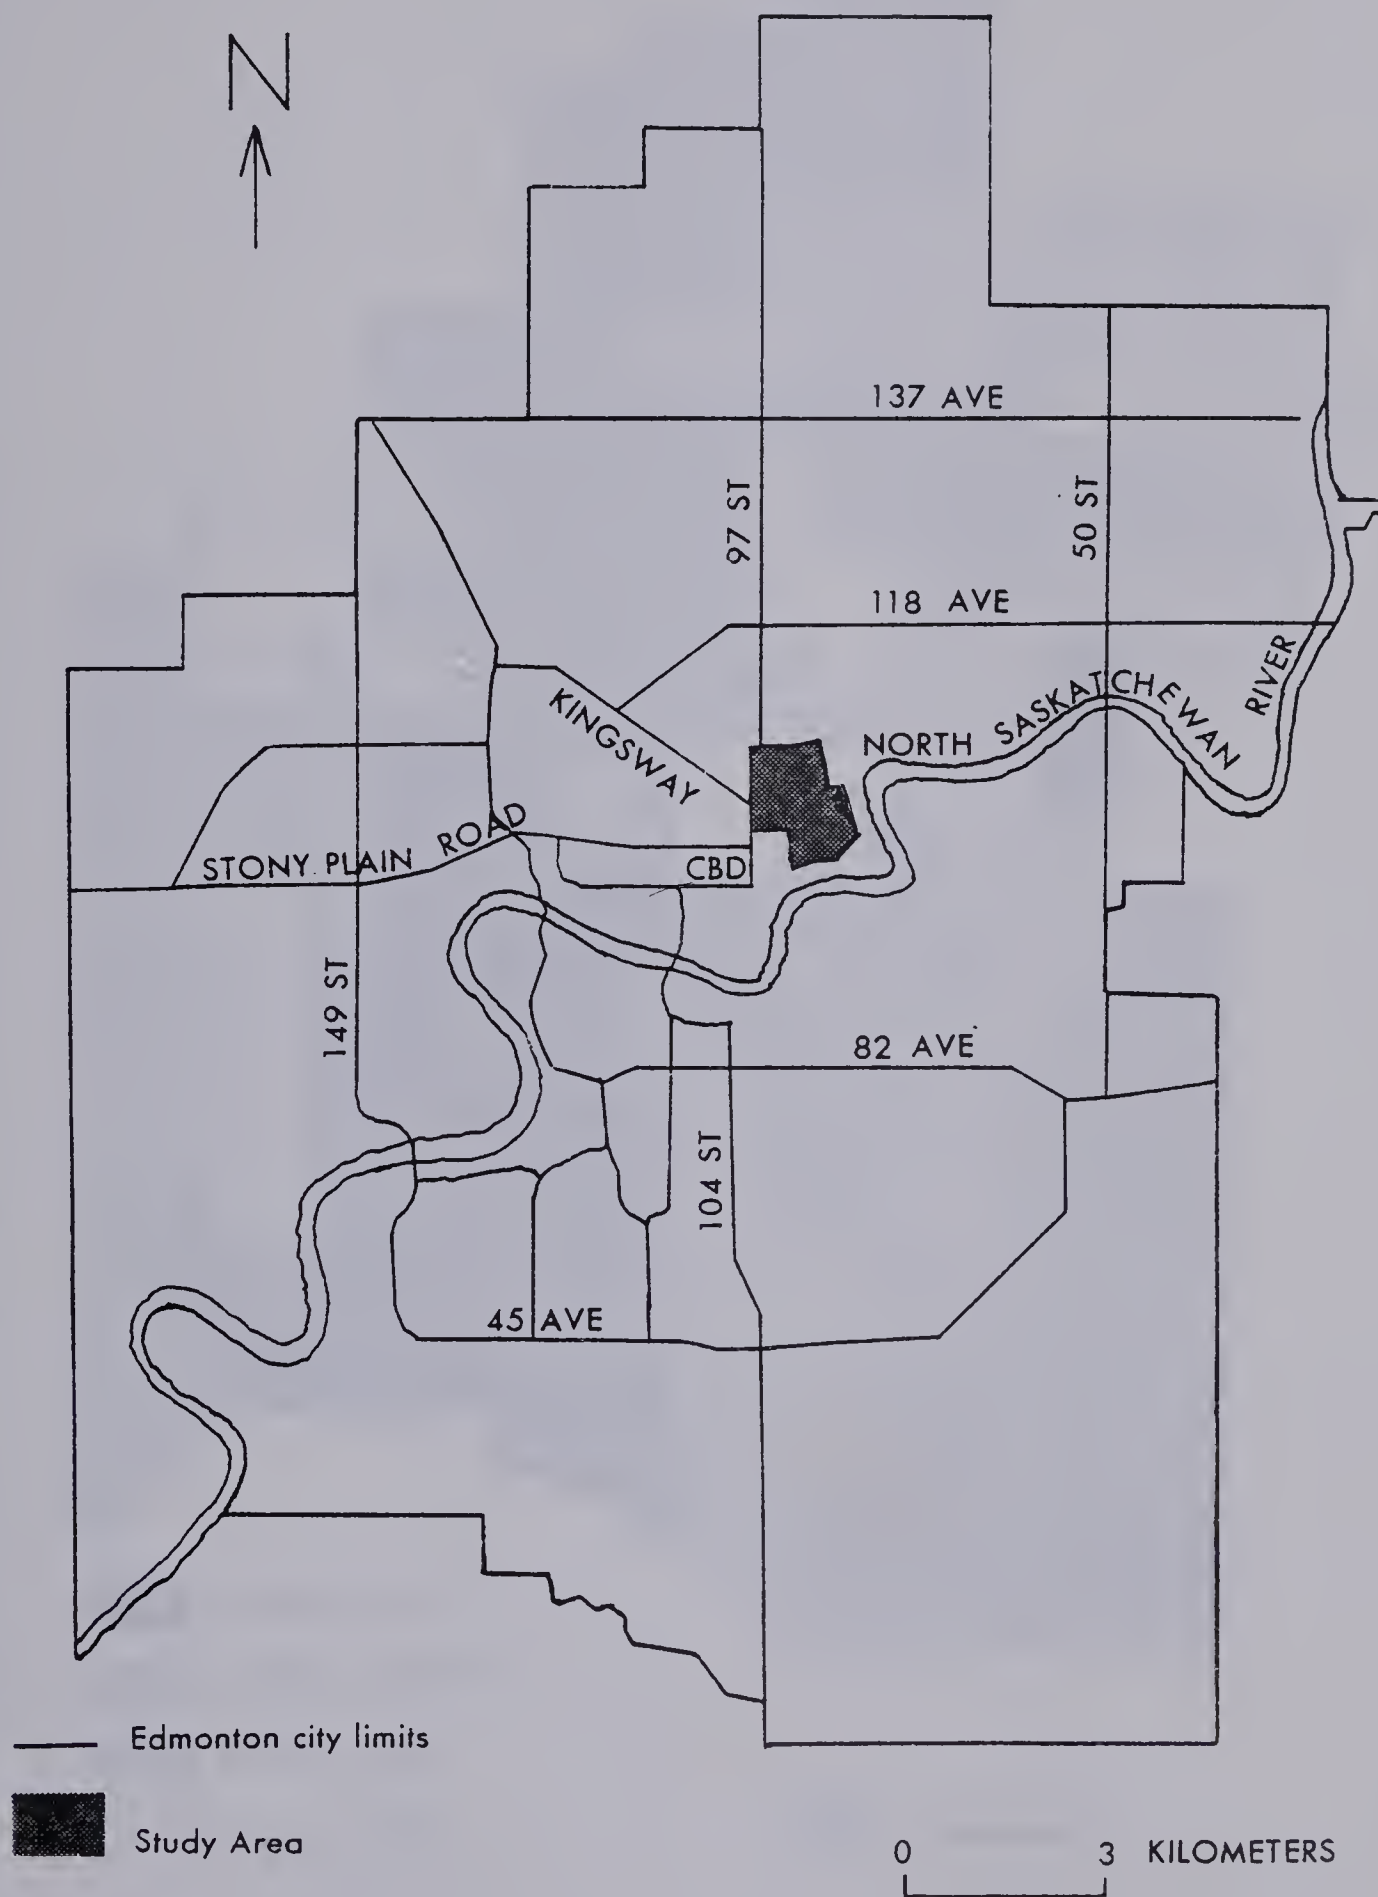 N
137 AVE
97 ST
50 ST
118 AVE
KINGSWAY
NORTH SASKATCHEWAN RIVER
STONY PLAIN ROAD
CBD
149 ST
82 AVE
104 ST
45 AVE
Edmonton city limits
Study Area
0 3 KILOMETERS